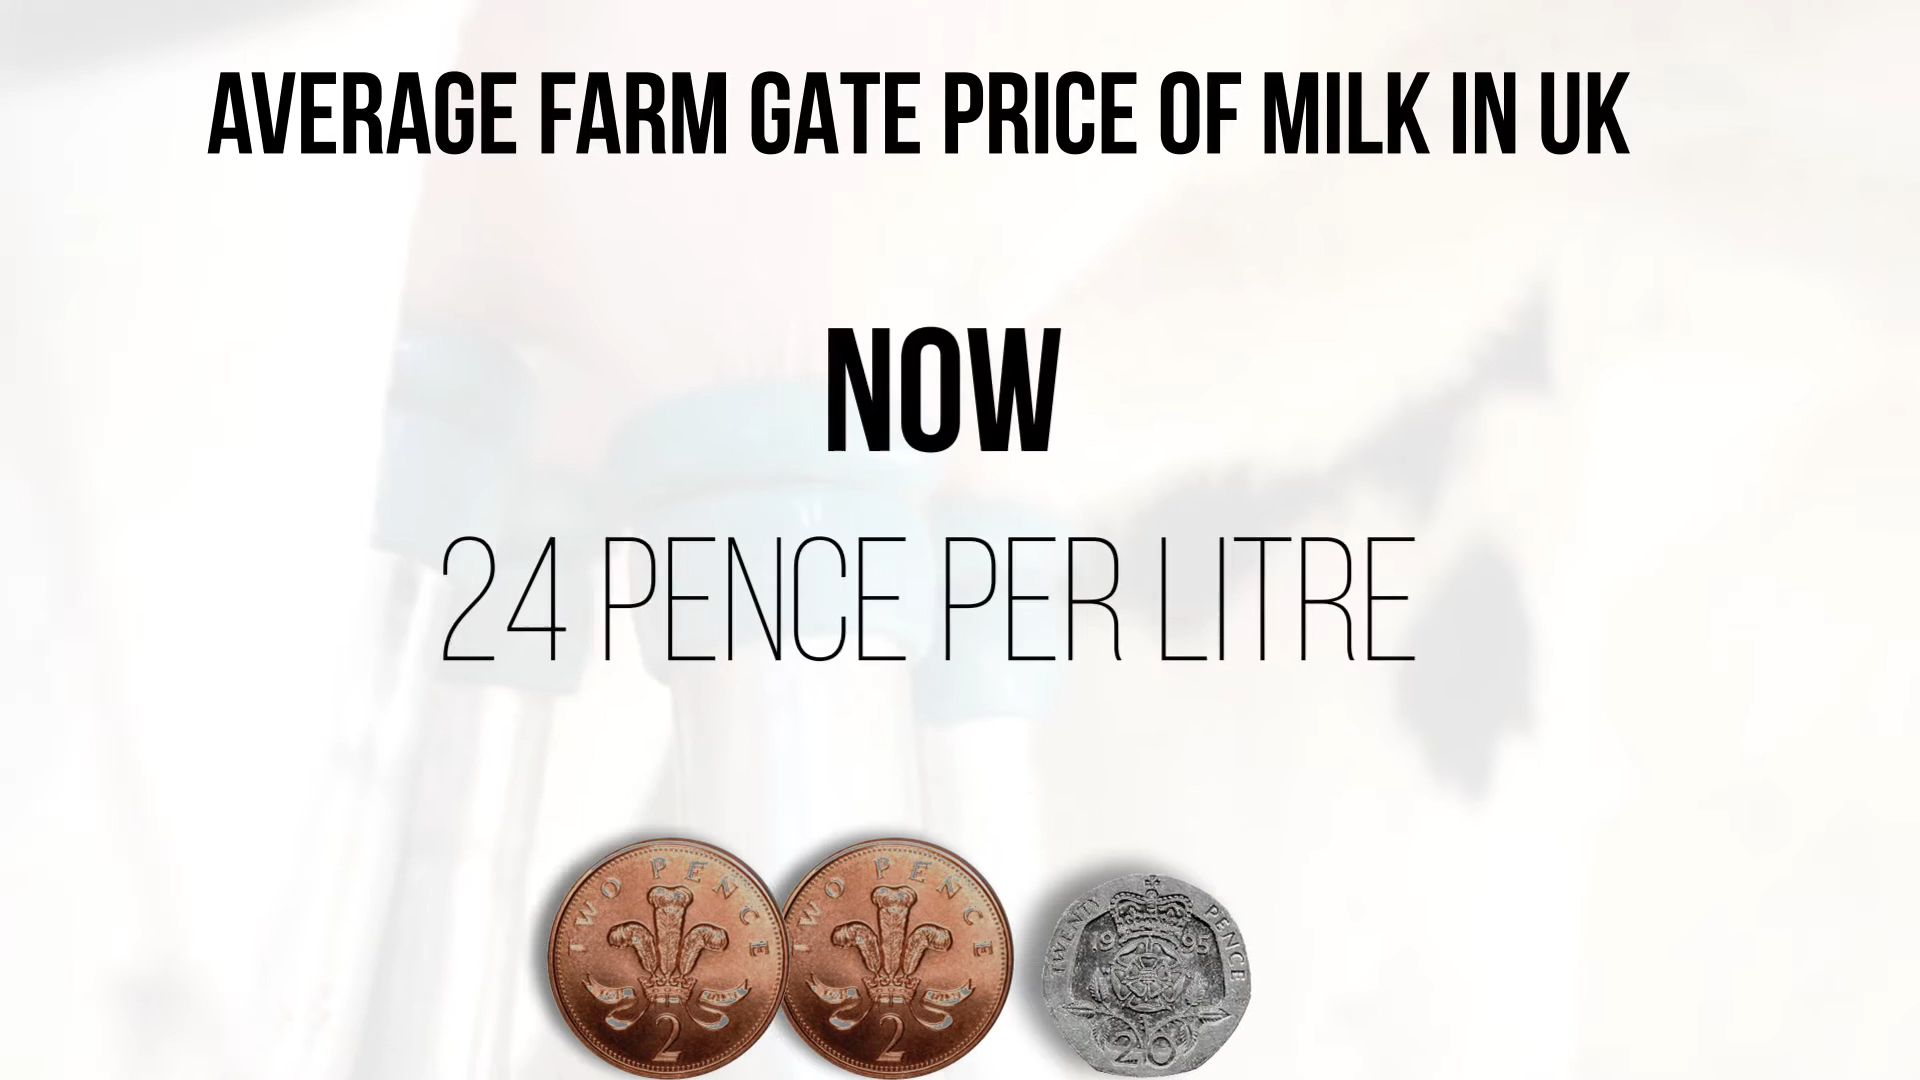 AVERAGE FARM GATE PRICE OF MILK IN UK
NOW
24 PENCE PER LITRE
TWO PENCE
2
TWO PENCE
2
TWENTY PENCE
1995
20